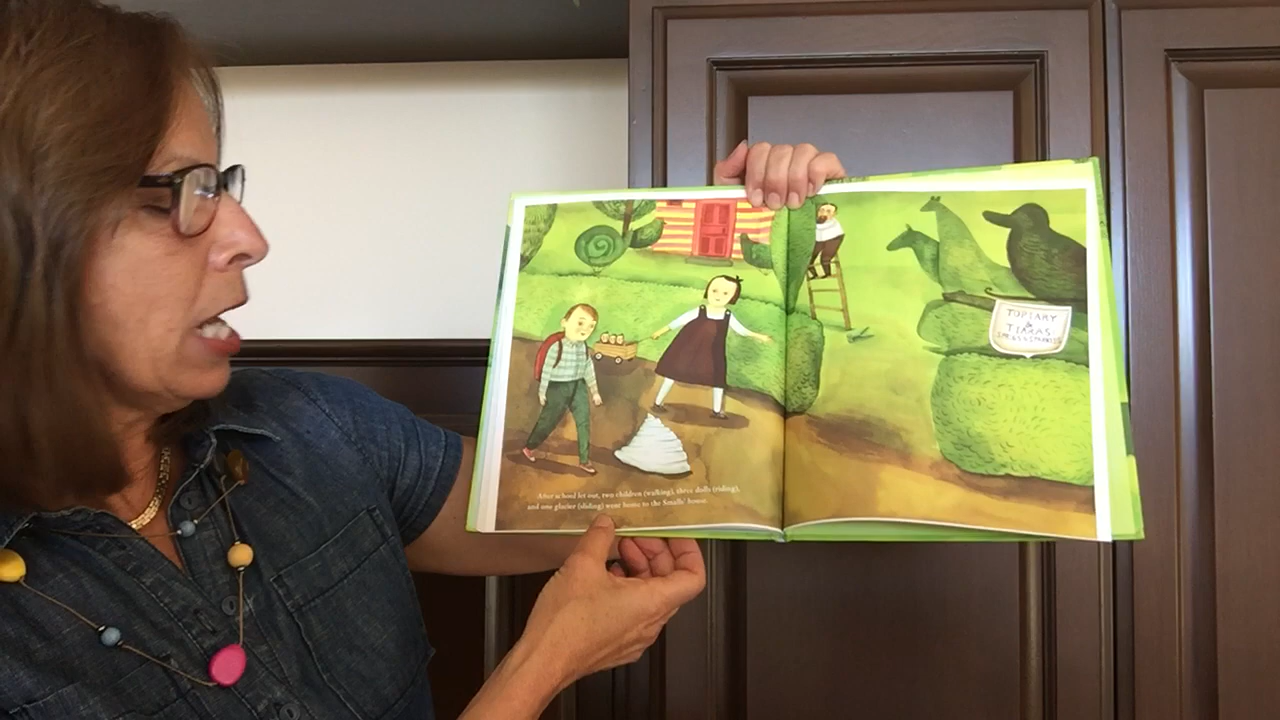 TOPIARY
&
TIARAS
After school let out, two children (walking), three dolls (riding),
and one glacier (sliding) went home to the Smalls' house.